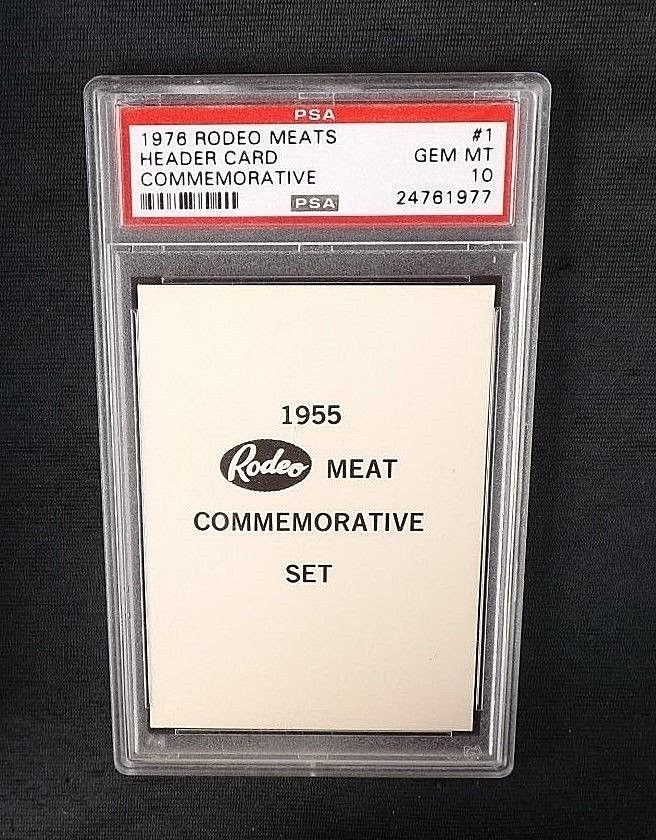 PSA
1976 RODEO MEATS #1
HEADER CARD GEM MT
COMMEMORATIVE 10
PSA 24761977
1955
Rodeo MEAT
COMMEMORATIVE
SET